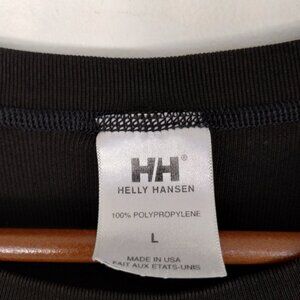 HH®
HELLY HANSEN
100% POLYPROPYLENE
L
MADE IN USA
FAIT AUX ETATS-UNIS